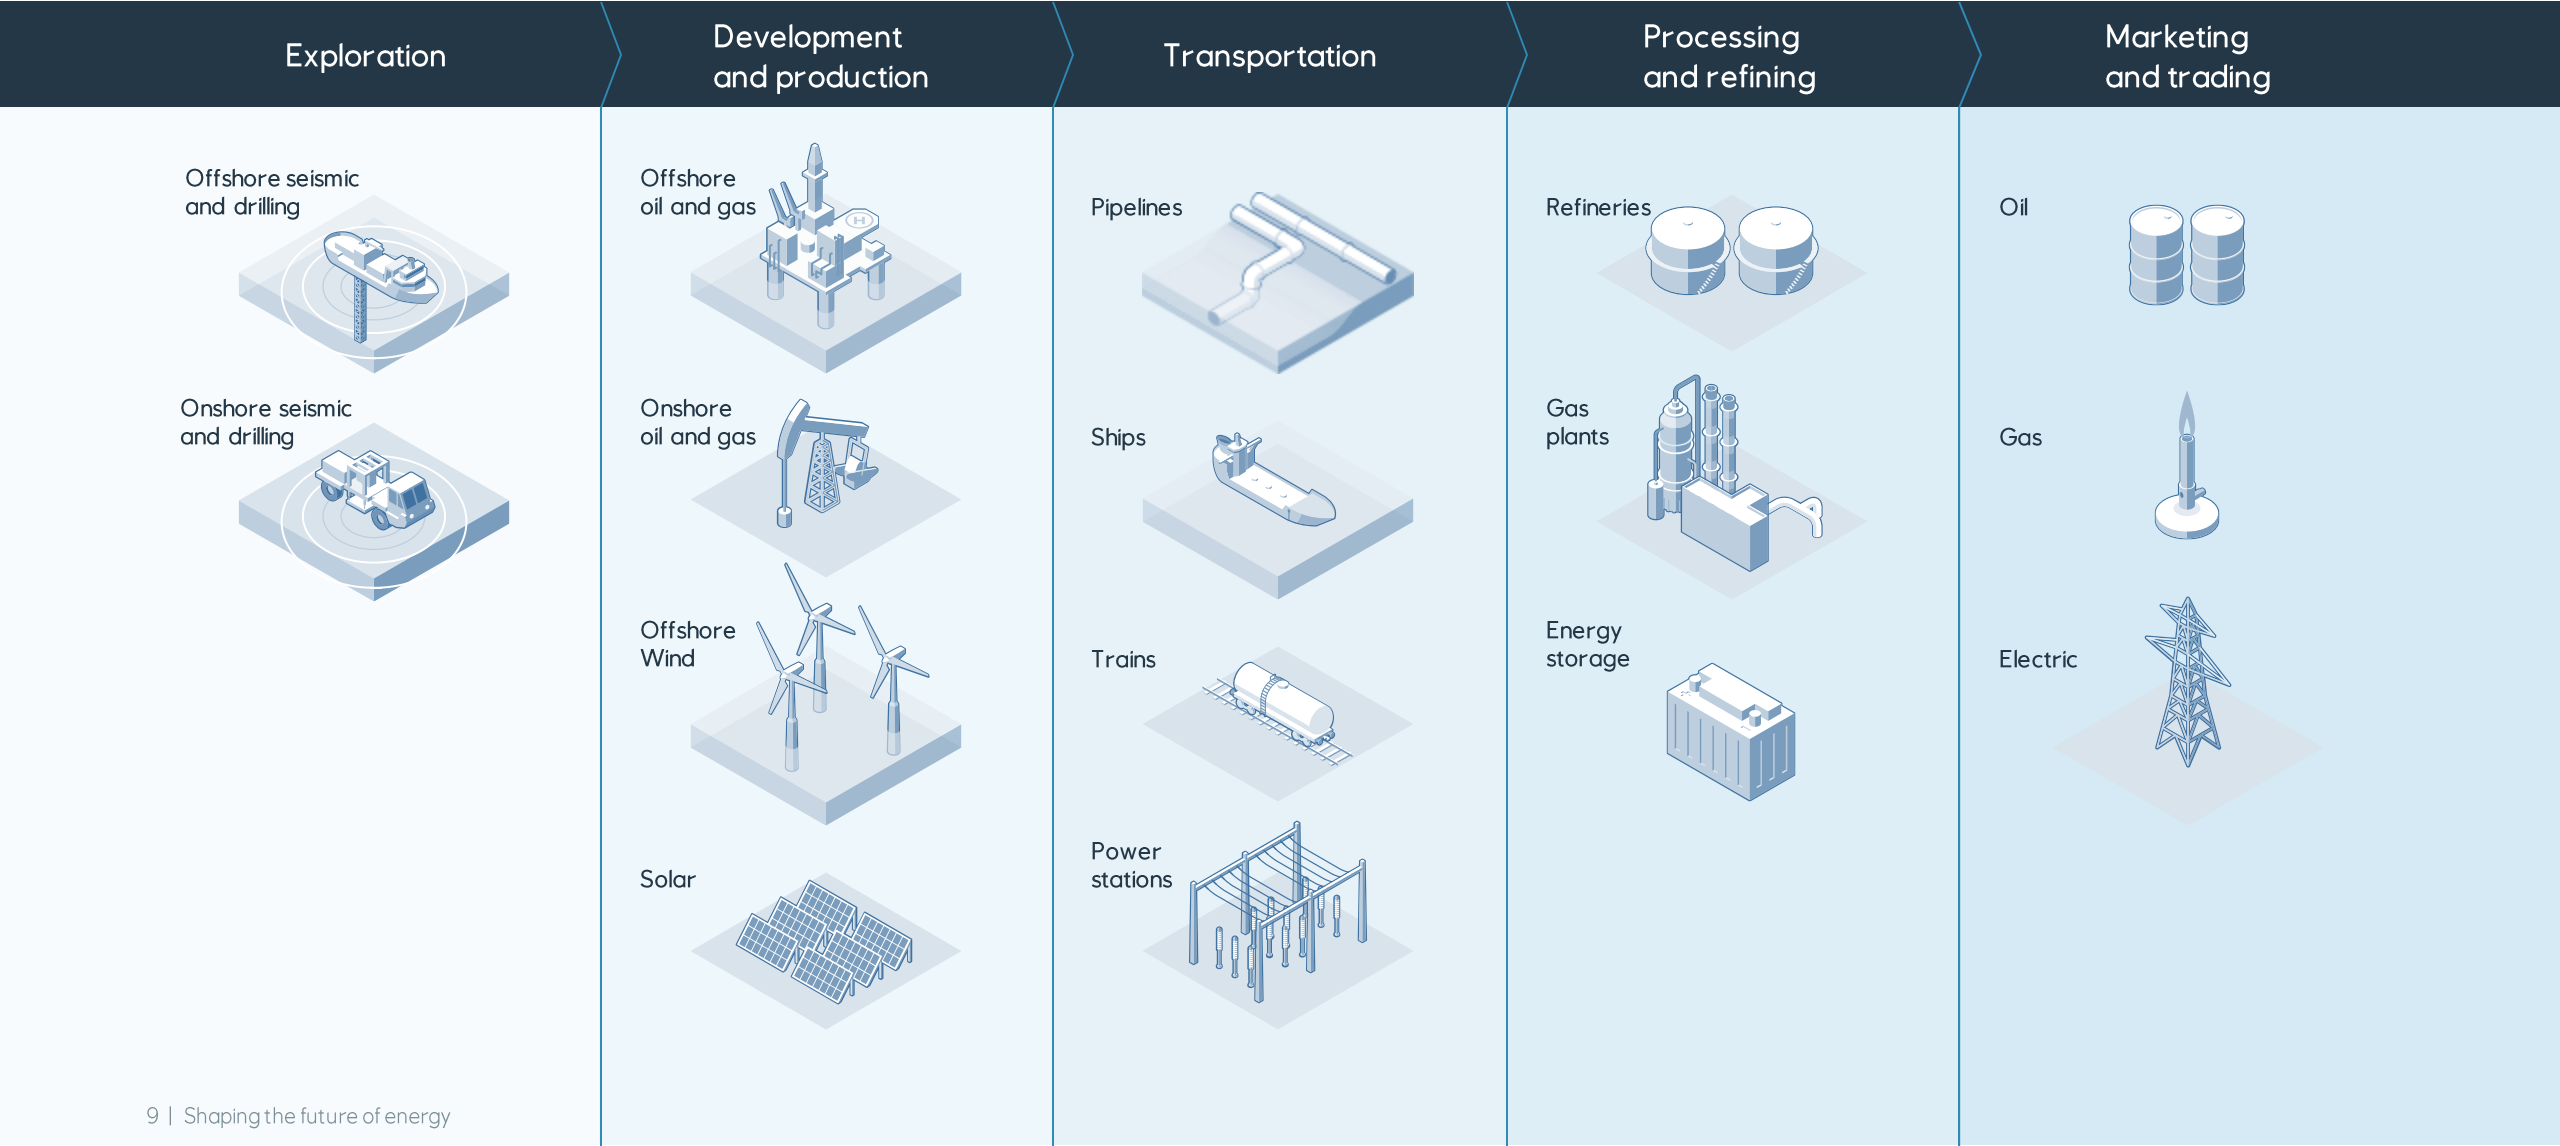 Exploration
Development
and production
Transportation
Processing
and refining
Marketing
and trading
Offshore seismic
and drilling
Onshore seismic
and drilling
Offshore
oil and gas
Onshore
oil and gas
Offshore
Wind
Solar
Pipelines
Ships
Trains
Power
stations
Refineries
Gas
plants
Energy
storage
Oil
Gas
Electric
H
9 | Shaping the future of energy